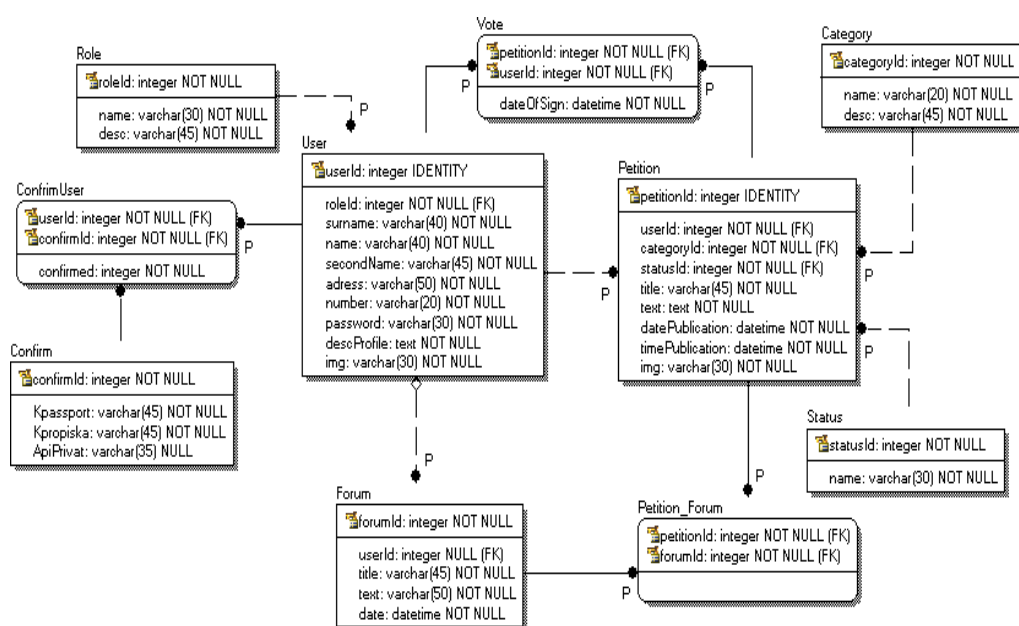 Role
roleId: integer NOT NULL
name: varchar(30) NOT NULL
desc: varchar(45) NOT NULL
P
Vote
petitionId: integer NOT NULL (FK)
userId: integer NOT NULL (FK)
dateOfSign: datetime NOT NULL
P
P
Category
categoryId: integer NOT NULL
name: varchar(20) NOT NULL
desc: varchar(45) NOT NULL
P
ConfrimUser
userId: integer NOT NULL (FK)
confirmId: integer NOT NULL (FK)
confirmed: integer NOT NULL
P
P
User
userId: integer IDENTITY
roleId: integer NOT NULL (FK)
surname: varchar(40) NOT NULL
name: varchar(40) NOT NULL
secondName: varchar(45) NOT NULL
adress: varchar(50) NOT NULL
number: varchar(20) NOT NULL
password: varchar(30) NOT NULL
descProfile: text NOT NULL
img: varchar(30) NOT NULL
P
Petition
petitionId: integer IDENTITY
userId: integer NOT NULL (FK)
categoryId: integer NOT NULL (FK)
statusId: integer NOT NULL (FK)
title: varchar(45) NOT NULL
text: text NOT NULL
datePublication: datetime NOT NULL
timePublication: datetime NOT NULL
img: varchar(30) NOT NULL
P
Confirm
confirmId: integer NOT NULL
Kpassport: varchar(45) NOT NULL
Kpropiska: varchar(45) NOT NULL
ApiPrivat: varchar(35) NULL
Status
statusId: integer NOT NULL
name: varchar(30) NOT NULL
P
P
Forum
forumId: integer NOT NULL
userId: integer NULL (FK)
title: varchar(45) NOT NULL
text: varchar(50) NOT NULL
date: datetime NOT NULL
Petition_Forum
petitionId: integer NOT NULL (FK)
forumId: integer NOT NULL (FK)
P